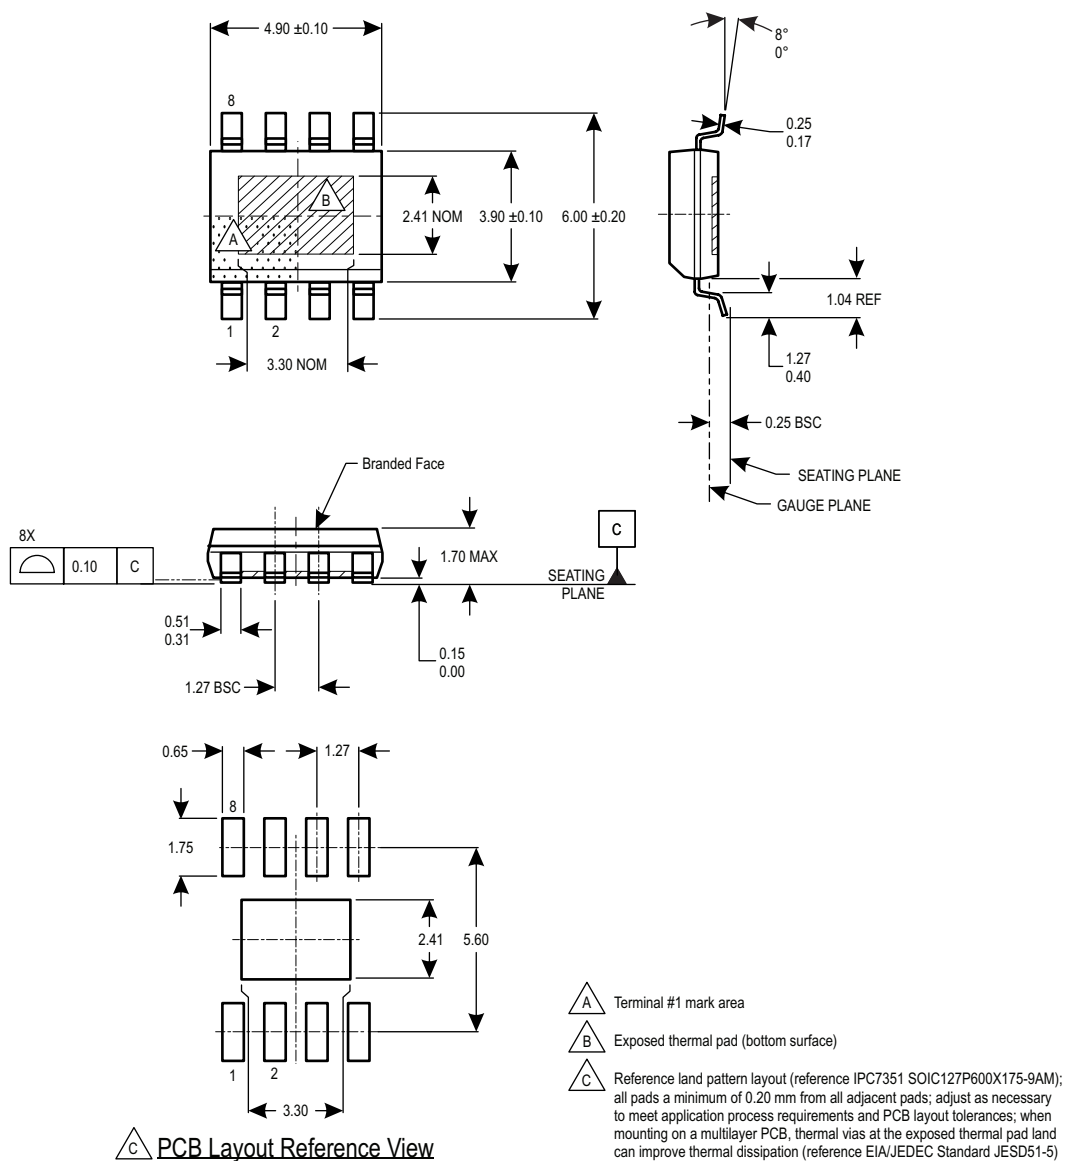 4.90 ±0.10
8°
0°
8
0.25
0.17
B
A
2.41 NOM
3.90 ±0.10
6.00 ±0.20
1.04 REF
1
2
3.30 NOM
1.27
0.40
0.25 BSC
SEATING PLANE
GAUGE PLANE
Branded Face
8X
0.10
C
1.70 MAX
C
SEATING
PLANE
0.51
0.31
0.15
0.00
1.27 BSC
0.65
1.27
8
1.75
2.41
5.60
1
2
3.30
C PCB Layout Reference View
A Terminal #1 mark area
B Exposed thermal pad (bottom surface)
C Reference land pattern layout (reference IPC7351 SOIC127P600X175-9AM);
all pads a minimum of 0.20 mm from all adjacent pads; adjust as necessary
to meet application process requirements and PCB layout tolerances; when
mounting on a multilayer PCB, thermal vias at the exposed thermal pad land
can improve thermal dissipation (reference EIA/JEDEC Standard JESD51-5)